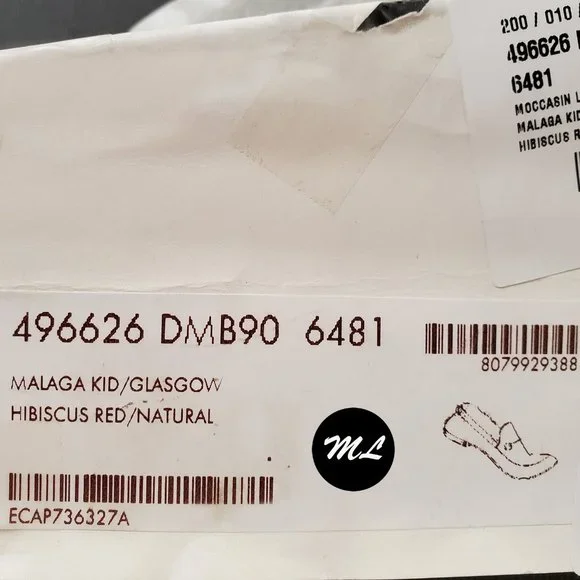 200 / 010 /
496626
6481
MOCCASIN L
MALAGA KID
HIBISCUS R
496626 DMB90 6481
8079929388
MALAGA KID/GLASGOW
HIBISCUS RED/NATURAL
ML
ECAP736327A